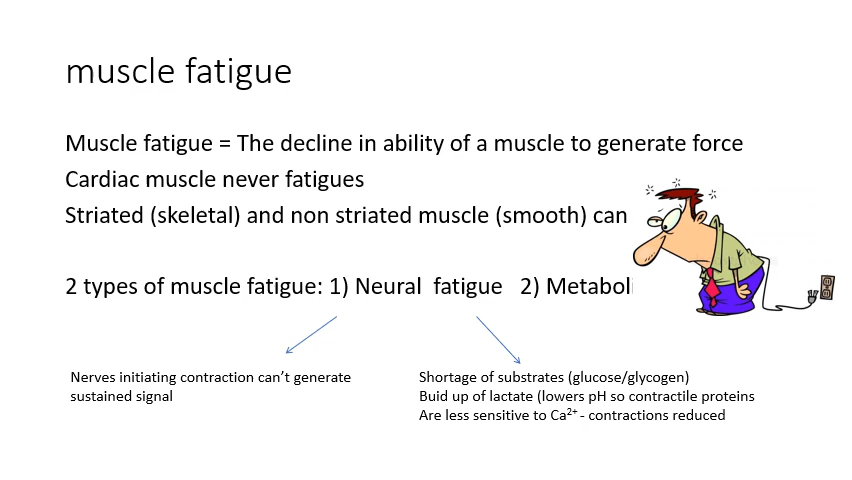 muscle fatigue
Muscle fatigue = The decline in ability of a muscle to generate force
Cardiac muscle never fatigues
Striated (skeletal) and non striated muscle (smooth) can
2 types of muscle fatigue: 1) Neural fatigue 2) Metaboli
Nerves initiating contraction can’t generate
sustained signal
Shortage of substrates (glucose/glycogen)
Buid up of lactate (lowers pH so contractile proteins
Are less sensitive to Ca²⁺ - contractions reduced